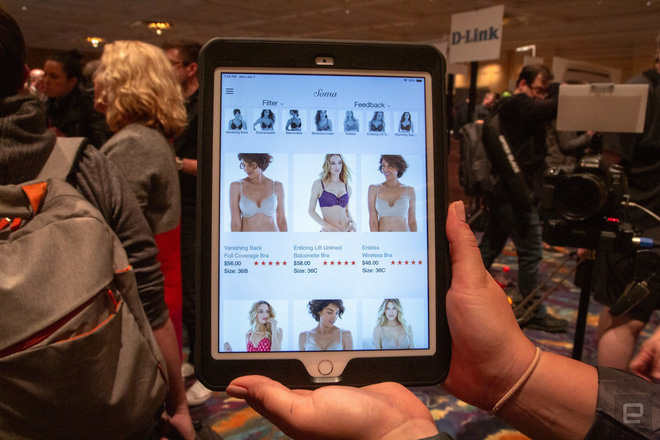 D-Link
Soma
Filter
Feedback
Vanishing Back
Full Coverage Bra
$56.00
Size: 36B
Enticing Lift Unlined
Balconette Bra
$58.00
Size: 36C
Enbliss
Wireless Bra
$48.00
Size: 36C
e